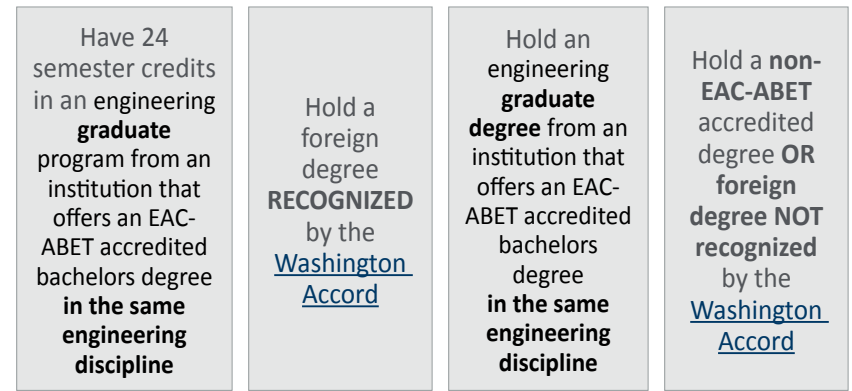 Have 24
semester credits
in an engineering
graduate
program from an
institution that
offers an EAC-
ABET accredited
bachelors degree
in the same
engineering
discipline
Hold a
foreign
degree
RECOGNIZED
by the
Washington
Accord
Hold an
engineering
graduate
degree from an
institution that
offers an EAC-
ABET accredited
bachelors
degree
in the same
engineering
discipline
Hold a non-
EAC-ABET
accredited
degree OR
foreign
degree NOT
recognized
by the
Washington
Accord